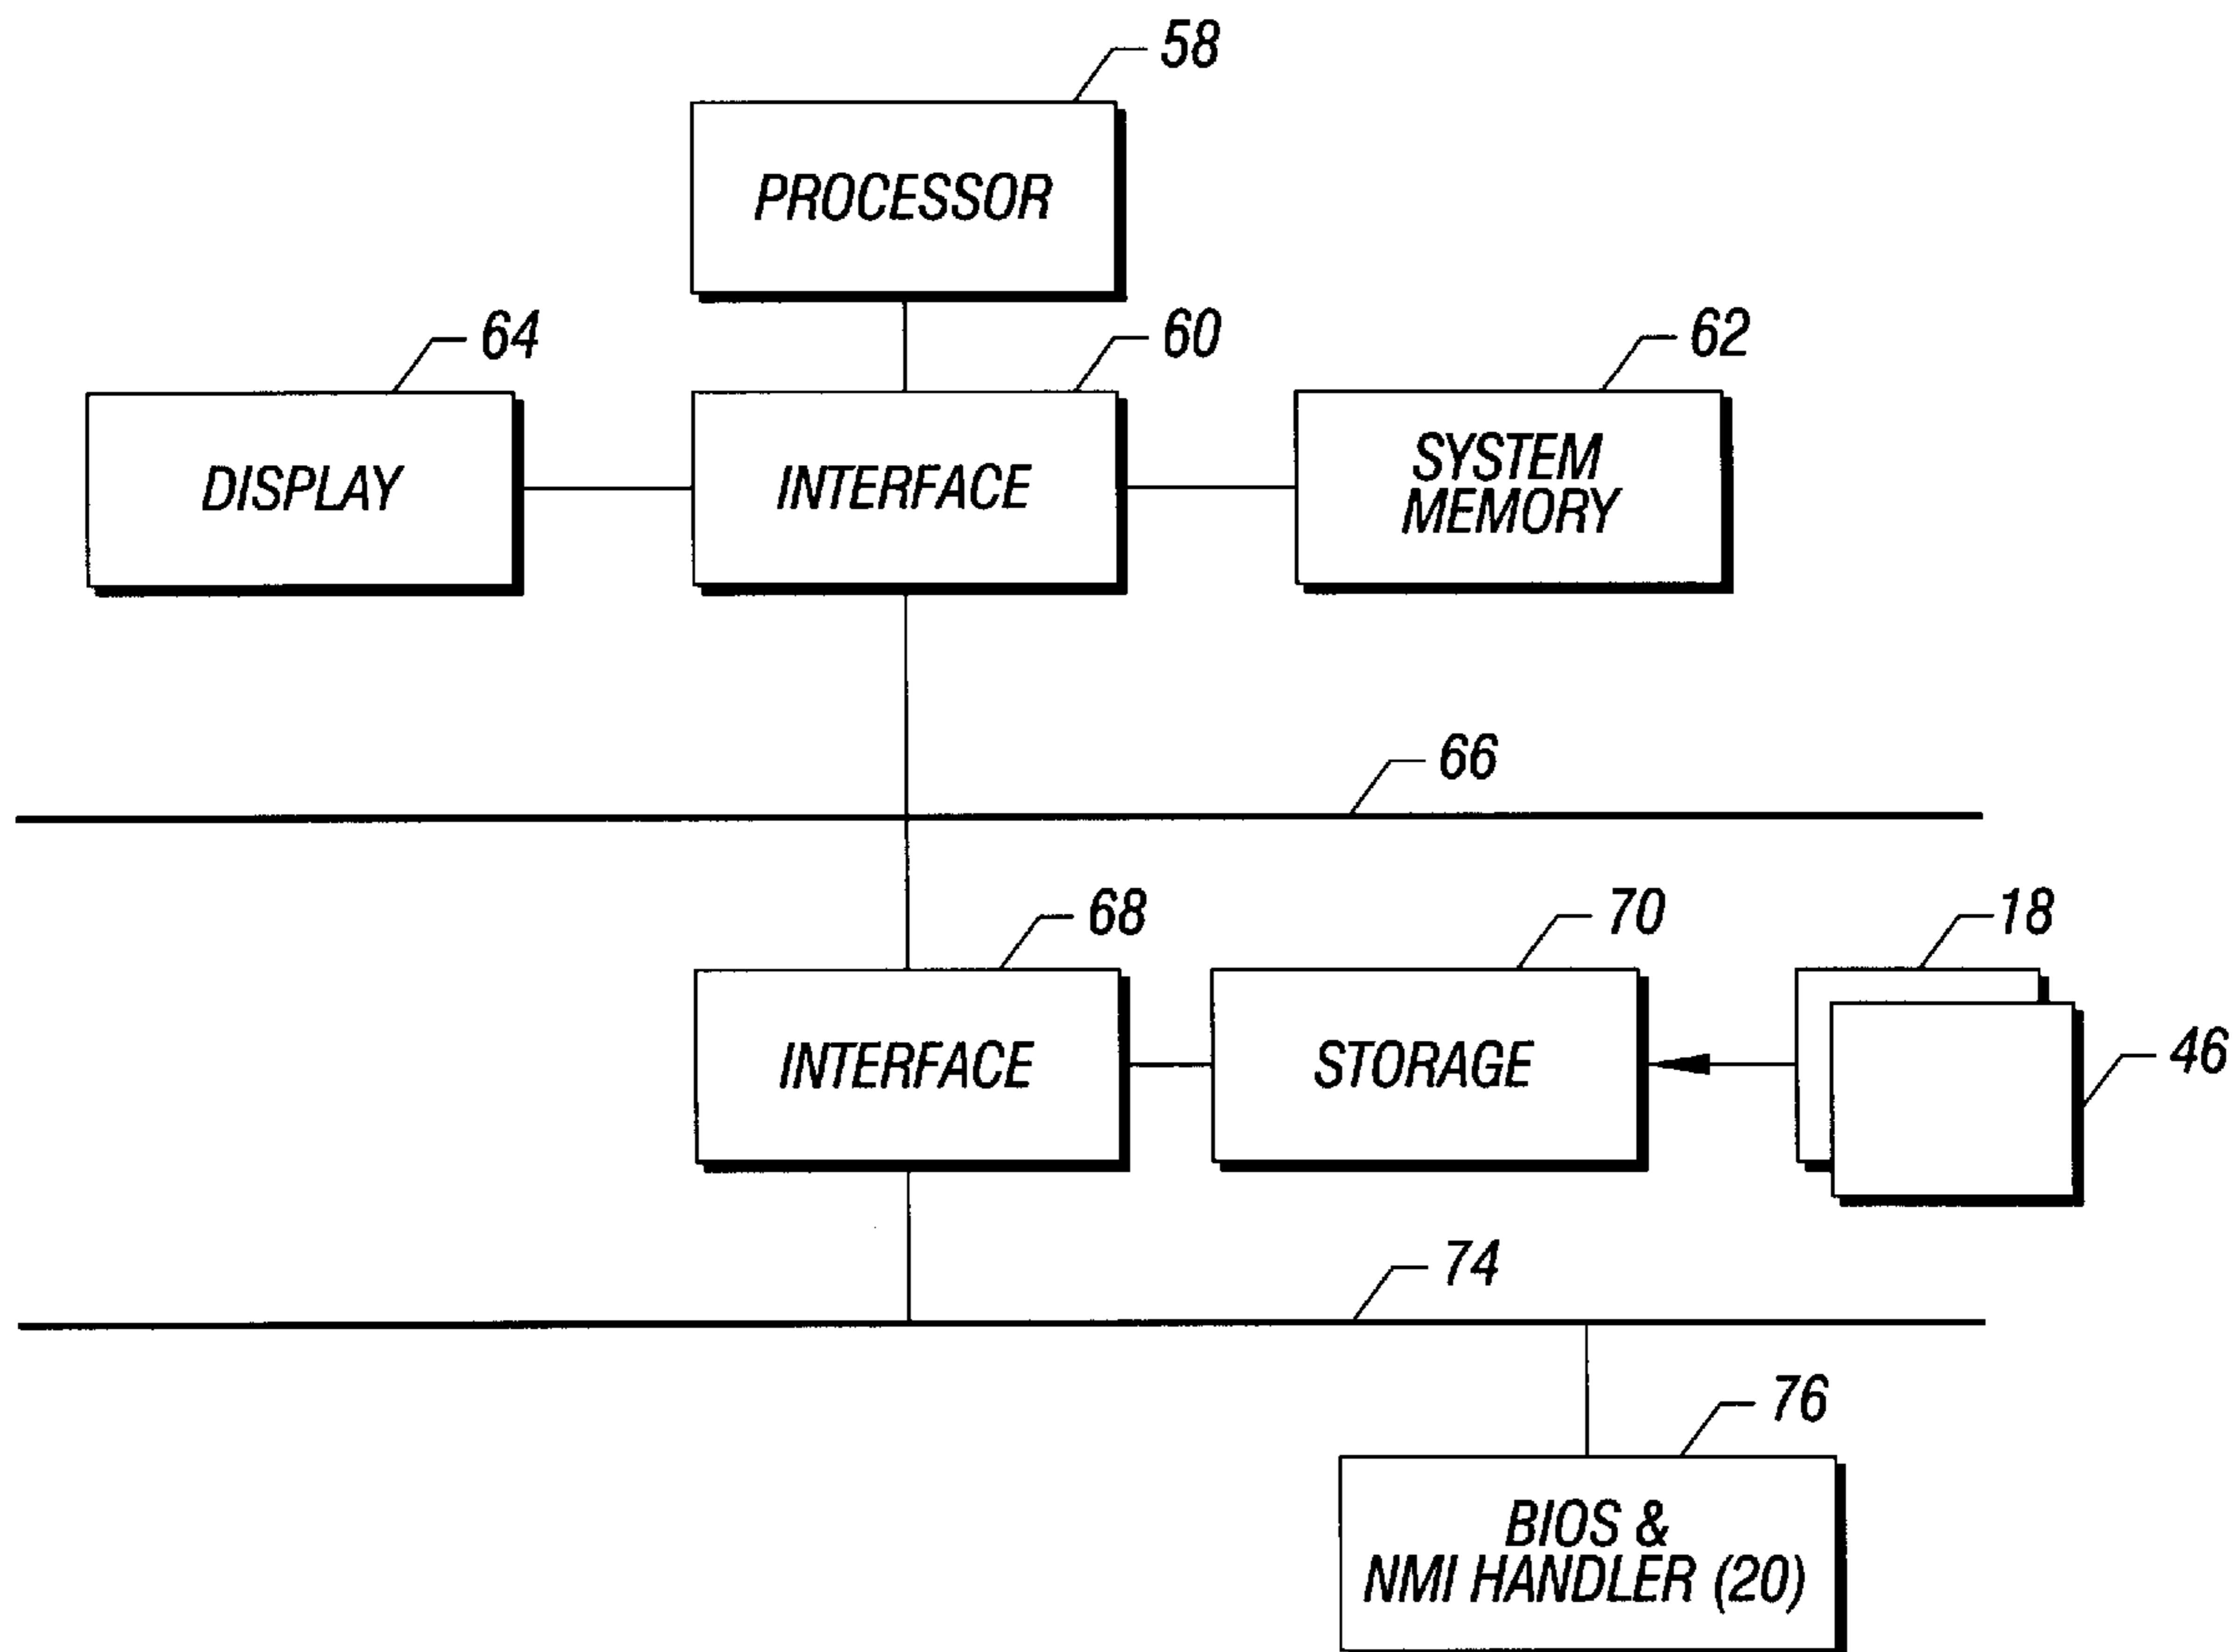 58
PROCESSOR
64
60
62
DISPLAY
INTERFACE
SYSTEM
MEMORY
66
68
70
18
INTERFACE
STORAGE
46
74
76
BIOS &
NMI HANDLER (20)